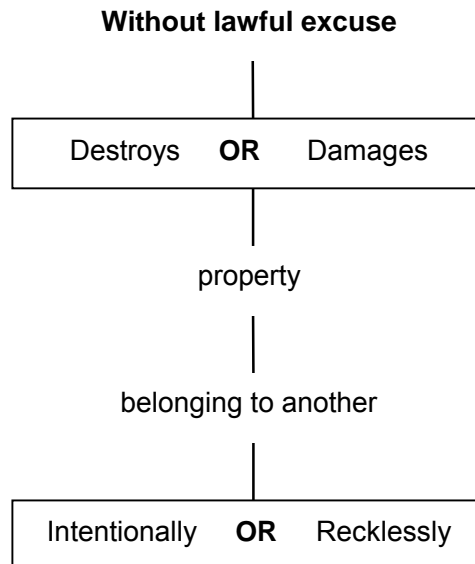 Without lawful excuse
Destroys OR Damages
property
belonging to another
Intentionally OR Recklessly